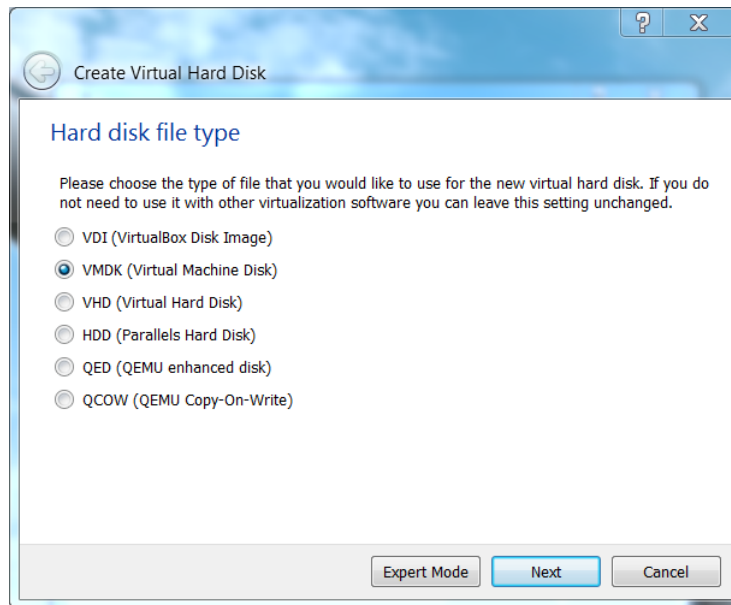 Create Virtual Hard Disk
Hard disk file type
Please choose the type of file that you would like to use for the new virtual hard disk. If you do
not need to use it with other virtualization software you can leave this setting unchanged.
VDI (VirtualBox Disk Image)
VMDK (Virtual Machine Disk)
VHD (Virtual Hard Disk)
HDD (Parallels Hard Disk)
QED (QEMU enhanced disk)
QCOW (QEMU Copy-On-Write)
Expert Mode Next Cancel